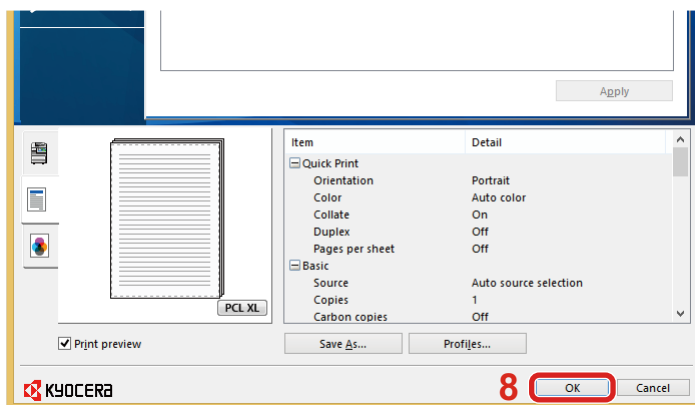 Apply
Item Detail
Quick Print
Orientation Portrait
Color Auto color
Collate On
Duplex Off
Pages per sheet Off
Basic
Source Auto source selection
Copies 1
Carbon copies Off
PCL XL
Print preview
Save As... Profiles...
KYOCERA
8 OK Cancel